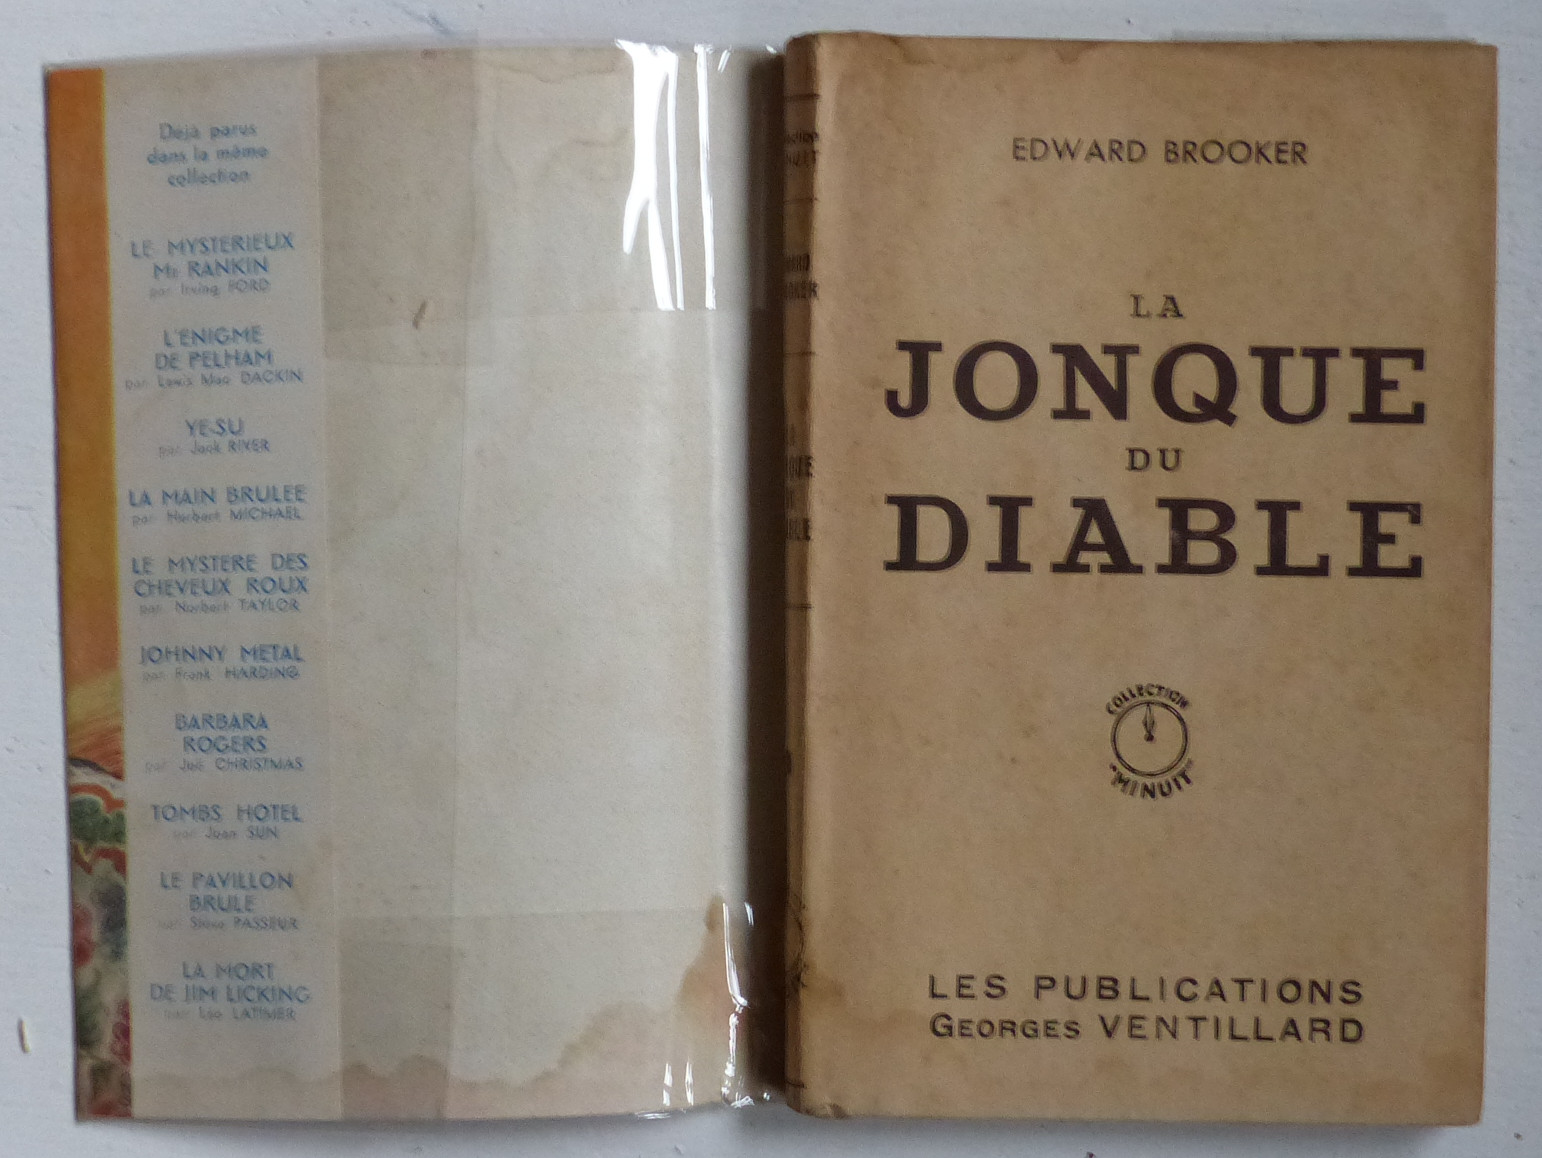 Déjà parus
dans la même
collection
LE MYSTERIEUX
Mr RANKIN
par Irving FORD
L'ENIGME
DE PELHAM
par Lewis Mac DACKIN
YE-SU
par Jack RIVER
LA MAIN BRULEE
par Herbert MICHAEL
LE MYSTERE DES
CHEVEUX ROUX
par Norbert TAYLOR
JOHNNY METAL
par Frank HARDING
BARBARA
ROGERS
par Joë CHRISTMAS
TOMBS HOTEL
par Joan SUN
LE PAVILLON
BRULE
par Steve PASSEUR
LA MORT
DE JIM LICKING
par Léo LATIMER
EDWARD BROOKER
LA
JONQUE
DU
DIABLE
COLLECTION
"MINUIT"
LES PUBLICATIONS
GEORGES VENTILLARD